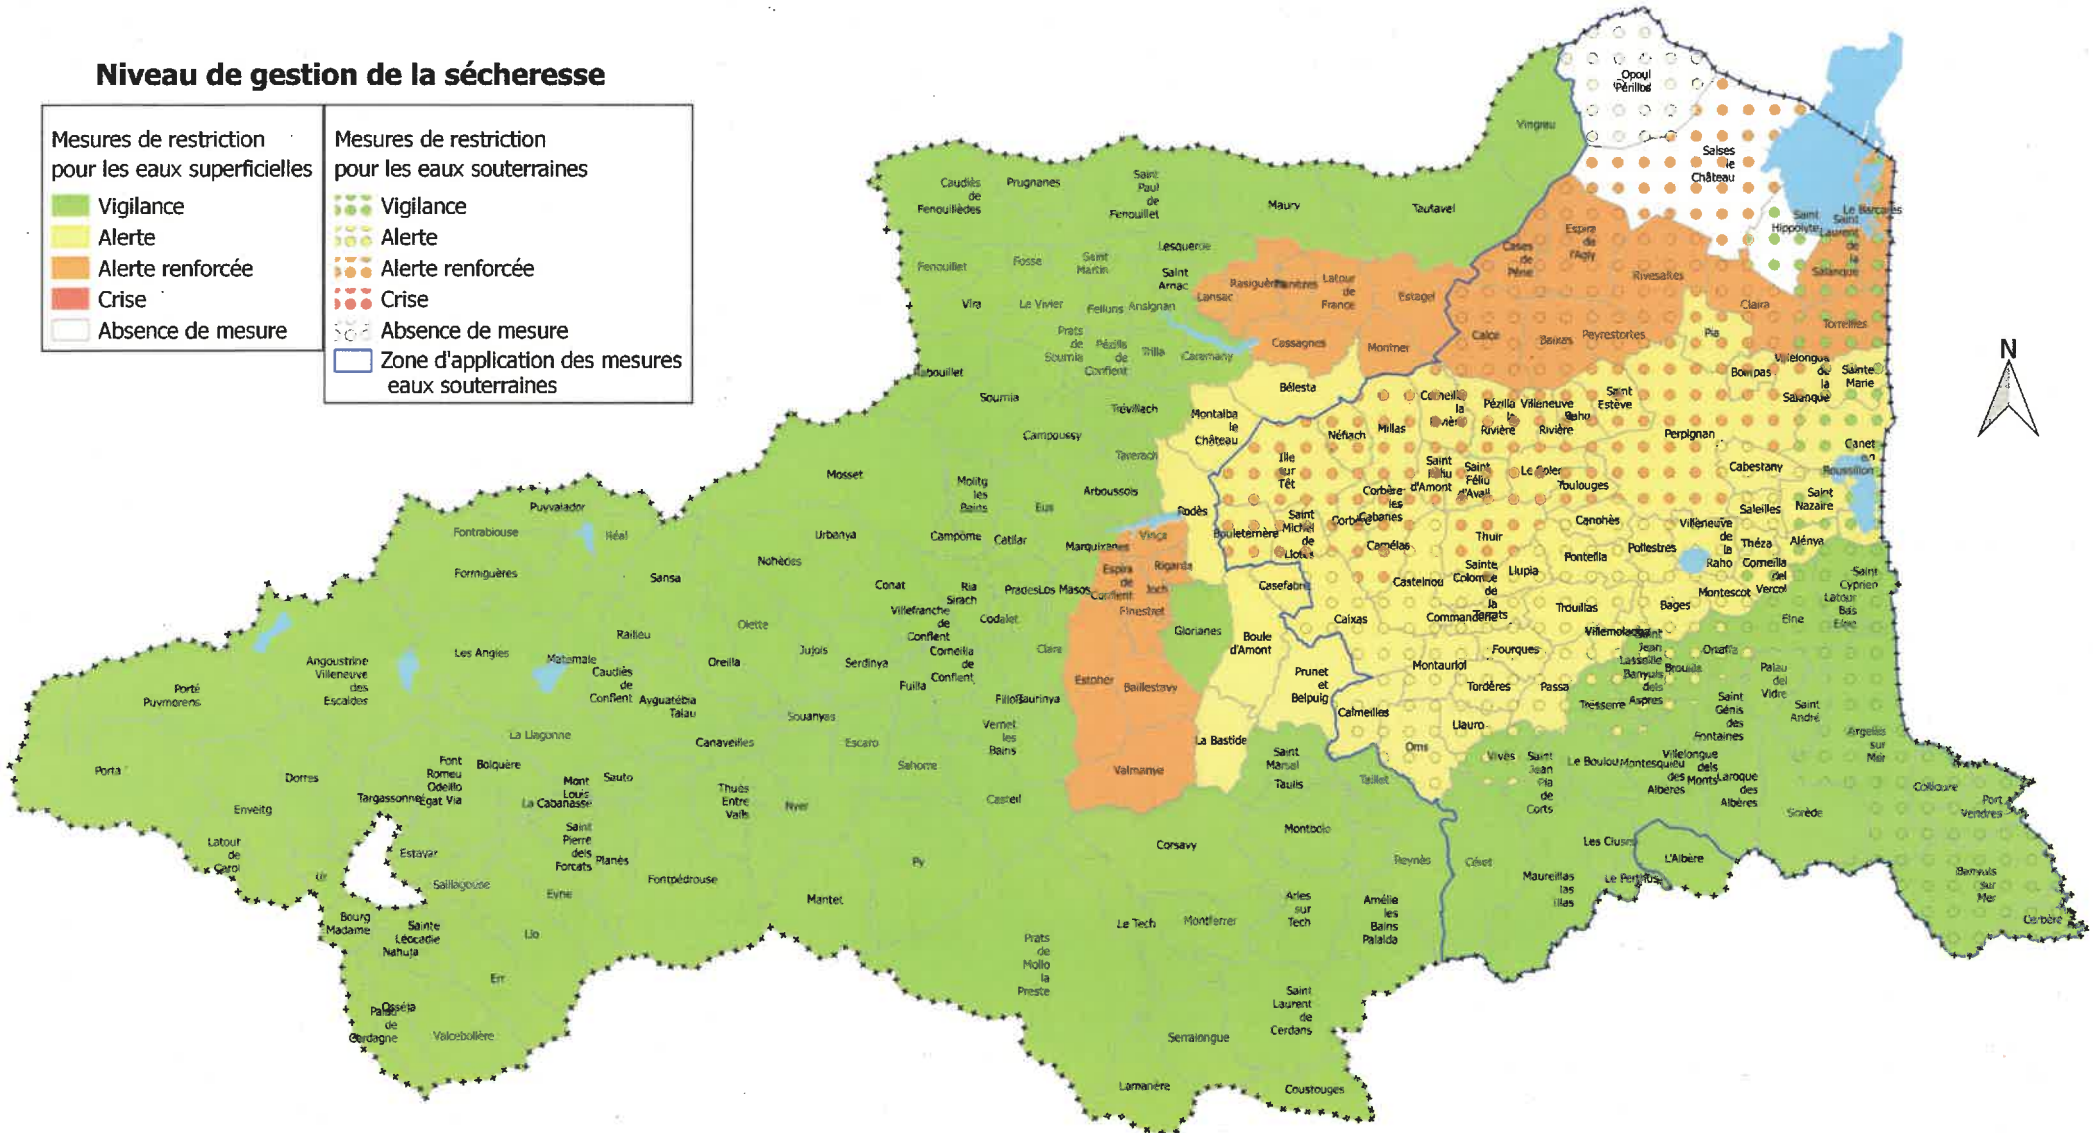 Niveau de gestion de la sécheresse
Mesures de restriction
pour les eaux superficielles
Vigilance
Alerte
Alerte renforcée
Crise
Absence de mesure
Mesures de restriction
pour les eaux souterraines
Vigilance
Alerte
Alerte renforcée
Crise
Absence de mesure
Zone d'application des mesures
eaux souterraines
N
Opoul
Périllos
Vingrau
Salses
le
Château
Saint
Hippolyte
Le Barcarès
Saint
Laurent
de
la
Salanque
Caudiès
de
Fenouillèdes
Prugnanes
Saint
Paul
de
Fenouillet
Maury
Tautavel
Lesquerde
Fenouillet
Fosse
Saint
Martin
Saint
Arnac
Vira
Le Vivier
Felluns
Ansignan
Lansac
Rasiguères
Latour
de
France
Estagel
Cases
de
Pène
Espira
de
l'Agly
Rivesaltes
Claira
Torreilles
Prats
de
Sournia
Pézilla
de
Conflent
Trilla
Caramany
Cassagnes
Montner
Calce
Baixas
Peyrestortes
Pia
Bompas
Villelongue
de
la
Salanque
Sainte
Marie
Rabouillet
Sournia
Trévillach
Campoussy
Tarerach
Bélesta
Montalba
le
Château
Néfiach
Millas
Corneilla
la
Rivière
Pézilla
la
Rivière
Villeneuve
Rivière
Saint
Estève
Perpignan
Cabestany
Canet
en
Roussillon
Saint
Nazaire
Mosset
Molitg
les
Bains
Eus
Arboussols
Rodès
Ille
sur
Têt
Saint
Féliu
d'Amont
Saint
Féliu
d'Avall
Le Soler
Toulouges
Corbère
les
Cabanes
Corbère
Saint
Michel
de
Llotes
Bouleternère
Camélas
Thuir
Canohès
Ponteilla
Pollestres
Villeneuve
de
la
Raho
Saleilles
Théza
Alénya
Corneilla
del
Vercol
Montescot
Bages
Saint
Cyprien
Latour
Bas
Elne
Elne
Puyvalador
Fontrabiouse
Réal
Formiguères
Sansa
Nohèdes
Urbanya
Campôme
Catllar
Marquixanes
Vinça
Rigarda
Espira
de
Conflent
Joch
Finestret
Conat
Ria
Sirach
Prades
Los Masos
Villefranche
de
Conflent
Codalet
Corneilla
de
Conflent
Clara
Glorianes
Casefabre
Boule
d'Amont
Caixas
Castelnou
Sainte
Colombe
de
la
Commanderie
Terrats
Llupia
Trouillas
Villemolaque
Saint
Jean
Lasseille
Banyuls
dels
Aspres
Brouilla
Ortaffa
Tresserre
Palau
del
Vidre
Saint
Génis
des
Fontaines
Saint
André
Argelès
sur
Mer
Railleu
Olette
Oreilla
Jujols
Serdinya
Fuilla
Fillols
Taurinya
Vernet
les
Bains
Estoher
Baillestavy
Valmanya
La Bastide
Prunet
et
Belpuig
Calmeilles
Montauriol
Fourques
Tordères
Passa
Llauro
Oms
Vivès
Saint
Jean
Pla
de
Corts
Le Boulou
Montesquieu
des
Albères
Villelongue
dels
Monts
Laroque
des
Albères
Sorède
Collioure
Port
Vendres
Banyuls
sur
Mer
Cerbère
Les Angles
Matemale
Caudiès
de
Conflent
Ayguatébia
Talau
Souanyas
Canaveilles
Escaro
Sahorre
Casteil
Angoustrine
Villeneuve
des
Escaldes
Porté
Puymorens
Porta
Dorres
Enveitg
Latour
de
Carol
Ur
Targassonne
Font
Romeu
Odeillo
Via
Egat
Bolquère
La Llagonne
Mont
Louis
La Cabanasse
Sauto
Saint
Pierre
dels
Forcats
Planès
Thuès
Entre
Valls
Nyer
Fontpédrouse
Mantet
Py
Estavar
Saillagouse
Eyne
Llo
Err
Bourg
Madame
Sainte
Léocadie
Nahuja
Osséja
Palau
de
Cerdagne
Valcebollère
Saint
Marsal
Taulis
Taillet
Montbolo
Corsavy
Reynès
Céret
Les Cluses
L'Albère
Le Perthus
Maureillas
las
Illas
Le Tech
Montferrer
Arles
sur
Tech
Amélie
les
Bains
Palalda
Prats
de
Mollo
la
Preste
Saint
Laurent
de
Cerdans
Serralongue
Lamanère
Coustouges